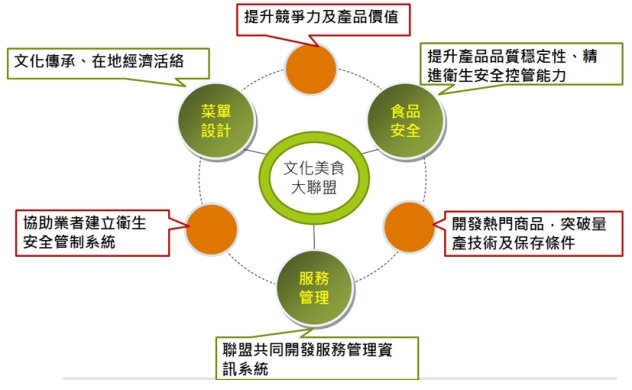 提升競爭力及產品價值
文化傳承、在地經濟活絡
提升產品品質穩定性、精
進衛生安全控管能力
菜單
設計
食品
安全
文化美食
大聯盟
協助業者建立衛生
安全管制系統
開發熱門商品，突破量
產技術及保存條件
服務
管理
聯盟共同開發服務管理資
訊系統